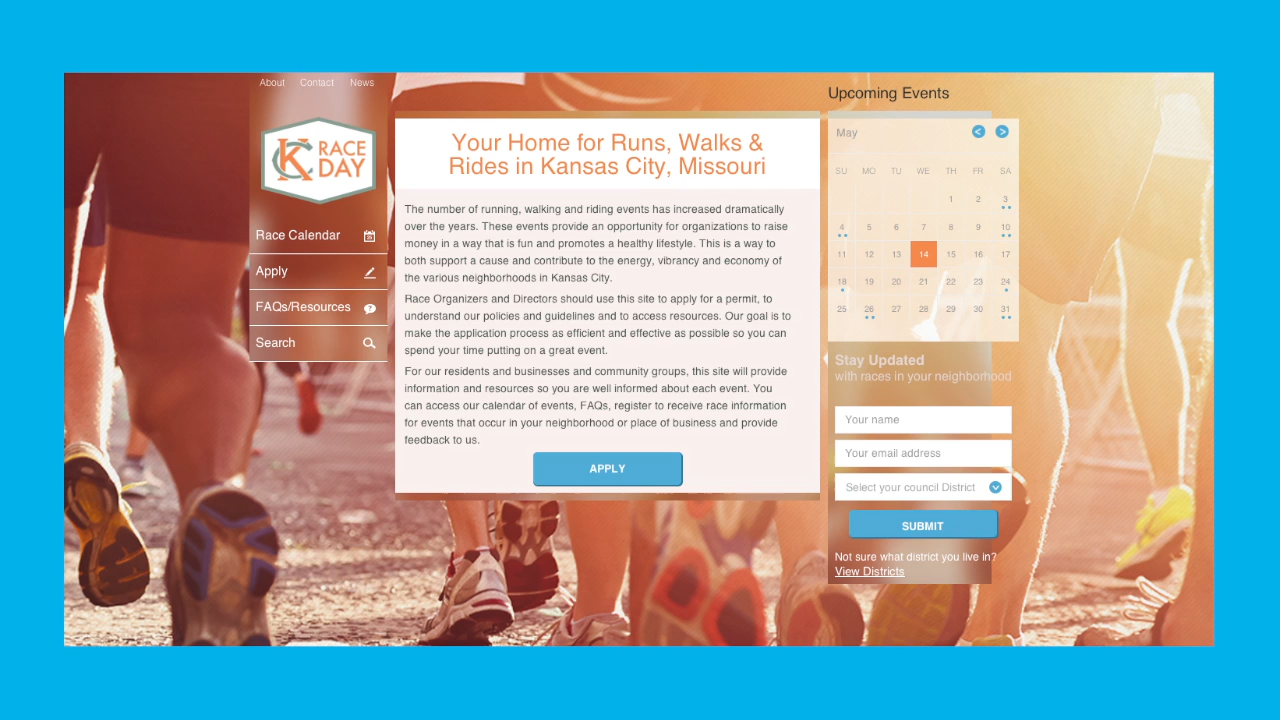 About Contact News
KC RACE DAY
Race Calendar
Apply
FAQs/Resources
Search
Your Home for Runs, Walks &
Rides in Kansas City, Missouri
The number of running, walking and riding events has increased dramatically
over the years. These events provide an opportunity for organizations to raise
money in a way that is fun and promotes a healthy lifestyle. This is a way to
both support a cause and contribute to the energy, vibrancy and economy of
the various neighborhoods in Kansas City.
Race Organizers and Directors should use this site to apply for a permit, to
understand our policies and guidelines and to access resources. Our goal is to
make the application process as efficient and effective as possible so you can
spend your time putting on a great event.
For our residents and businesses and community groups, this site will provide
information and resources so you are well informed about each event. You
can access our calendar of events, FAQs, register to receive race information
for events that occur in your neighborhood or place of business and provide
feedback to us.
APPLY
Upcoming Events
May
SU MO TU WE TH FR SA
1 2 3
4 5 6 7 8 9 10
11 12 13 14 15 16 17
18 19 20 21 22 23 24
25 26 27 28 29 30 31
Stay Updated
with races in your neighborhood
Your name
Your email address
Select your council District
SUBMIT
Not sure what district you live in?
View Districts